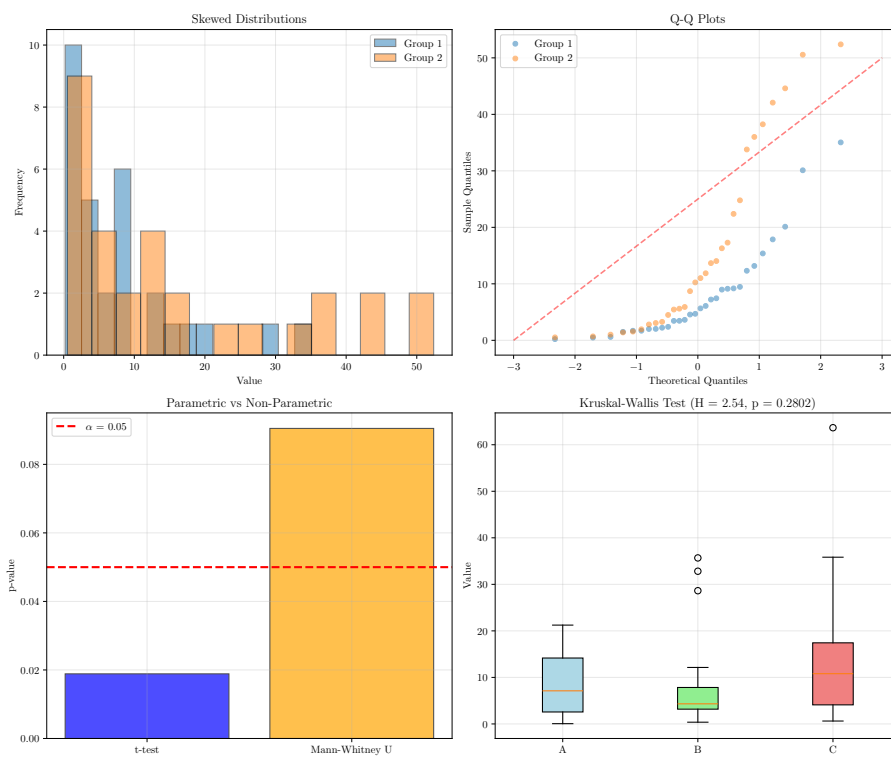 Skewed Distributions
Group 1
Group 2
Frequency
10
8
6
4
2
0
0 10 20 30 40 50
Value
Q-Q Plots
Group 1
Group 2
Sample Quantiles
50
40
30
20
10
0
−3 −2 −1 0 1 2 3
Theoretical Quantiles
Parametric vs Non-Parametric
α = 0.05
p-value
0.08
0.06
0.04
0.02
0.00
t-test Mann-Whitney U
Kruskal-Wallis Test (H = 2.54, p = 0.2802)
Value
60
50
40
30
20
10
0
A B C